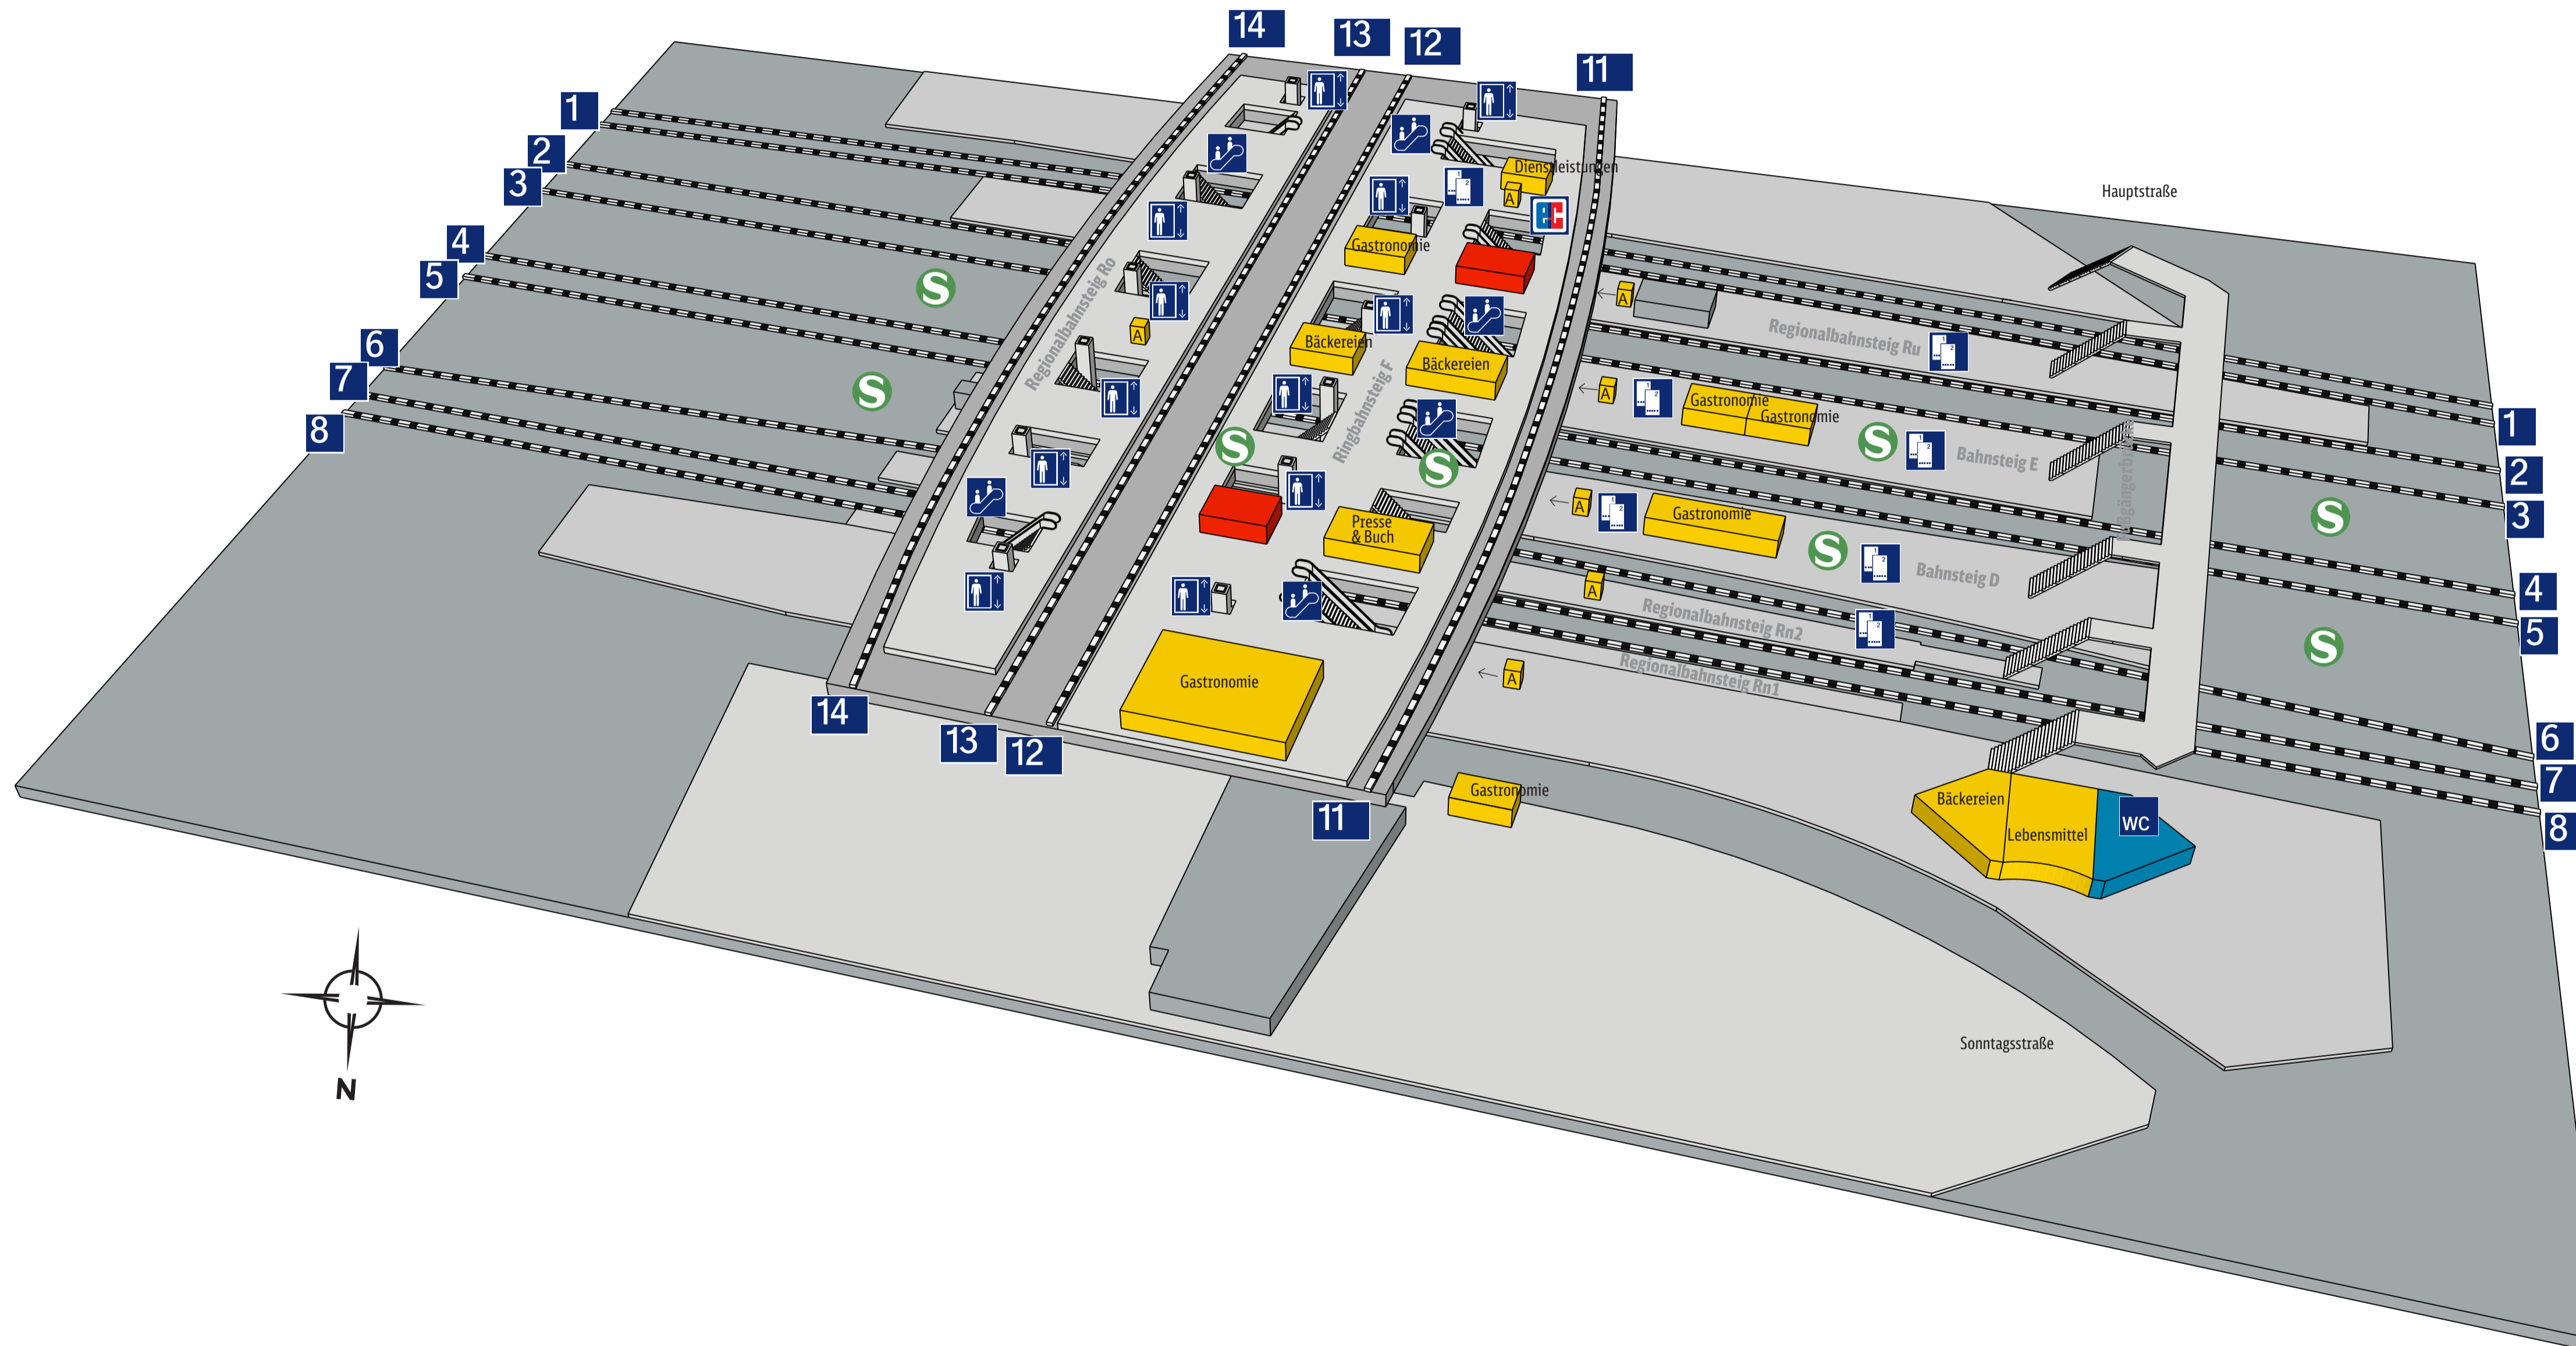 14
13
12
11
1
2
3
4
5
6
7
8
Hauptstraße
Dienstleistungen
A
EC
Gastronomie
Regionalbahnsteig Ro
A
Bäckereien
Bäckereien
Ringbahnsteig F
A
Regionalbahnsteig Ru
A
Gastronomie
Gastronomie
S
S
S
S
Bahnsteig E
S
A
Gastronomie
S
Bahnsteig D
Presse
& Buch
A
Regionalbahnsteig Rn2
Regionalbahnsteig Rn1
A
Gastronomie
S
S
1
2
3
4
5
6
7
8
14
13
12
11
Gastronomie
Bäckereien
Lebensmittel
WC
Sonntagsstraße
N